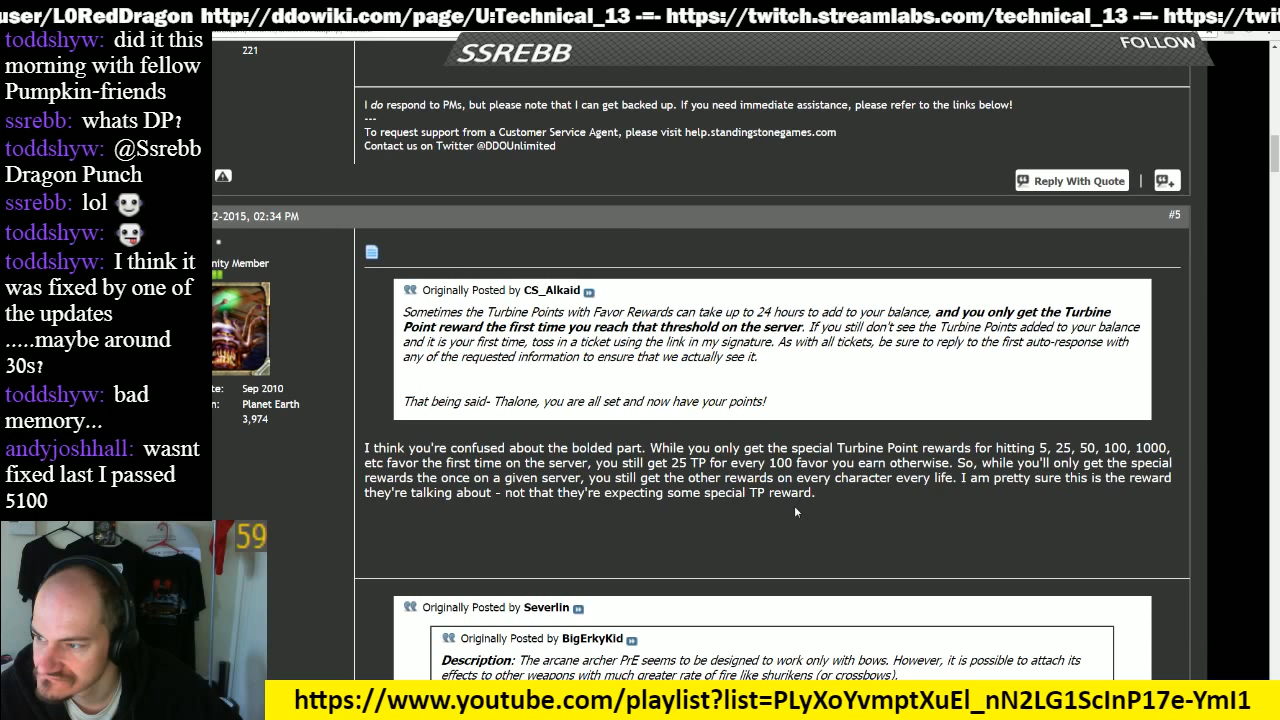 user/L0RedDragon http://ddowiki.com/page/U:Technical_13 -=- https://twitch.streamlabs.com/technical_13 -=- https://twi
toddshyw: did it this
morning with fellow
Pumpkin-friends
ssrebb: whats DP?
toddshyw: @Ssrebb
Dragon Punch
ssrebb: lol
toddshyw:
toddshyw: I think it
was fixed by one of
the updates
.....maybe around
30s?
toddshyw: bad
memory...
andyjoshhall: wasnt
fixed last I passed
5100
59
221
SSREBB
FOLLOW
I do respond to PMs, but please note that I can get backed up. If you need immediate assistance, please refer to the links below!
---
To request support from a Customer Service Agent, please visit help.standingstonegames.com
Contact us on Twitter @DDOUnlimited
Reply With Quote
2-2015, 02:34 PM
#5
nity Member
te: Sep 2010
n: Planet Earth
3,974
Originally Posted by CS_Alkaid
Sometimes the Turbine Points with Favor Rewards can take up to 24 hours to add to your balance, and you only get the Turbine
Point reward the first time you reach that threshold on the server. If you still don't see the Turbine Points added to your balance
and it is your first time, toss in a ticket using the link in my signature. As with all tickets, be sure to reply to the first auto-response with
any of the requested information to ensure that we actually see it.
That being said- Thalone, you are all set and now have your points!
I think you're confused about the bolded part. While you only get the special Turbine Point rewards for hitting 5, 25, 50, 100, 1000,
etc favor the first time on the server, you still get 25 TP for every 100 favor you earn otherwise. So, while you'll only get the special
rewards the once on a given server, you still get the other rewards on every character every life. I am pretty sure this is the reward
they're talking about - not that they're expecting some special TP reward.
Originally Posted by Severlin
Originally Posted by BigErkyKid
Description: The arcane archer PrE seems to be designed to work only with bows. However, it is possible to attach its
effects to other weapons with much greater rate of fire like shurikens (or crossbows).
https://www.youtube.com/playlist?list=PLyXoYvmptXuEl_nN2LG1ScInP17e-YmI1